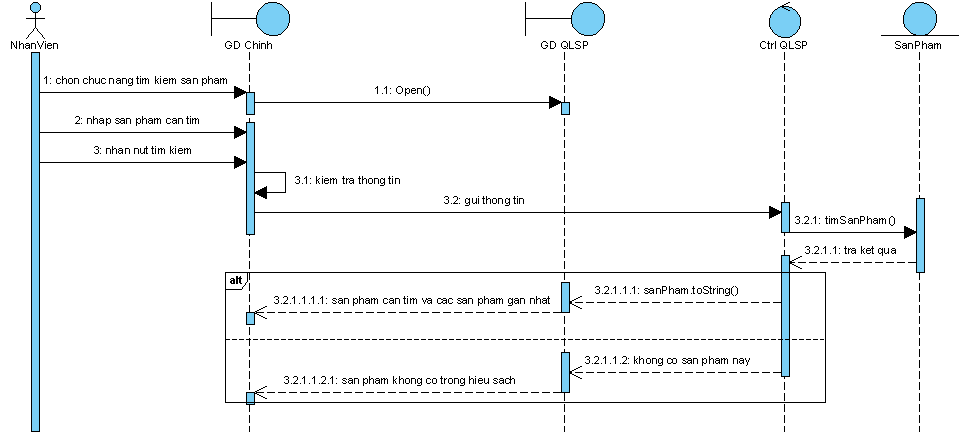 NhanVien
GD Chinh
GD QLSP
Ctrl QLSP
SanPham
1: chon chuc nang tim kiem san pham
1.1: Open()
2: nhap san pham can tim
3: nhan nut tim kiem
3.1: kiem tra thong tin
3.2: gui thong tin
3.2.1: timSanPham()
3.2.1.1: tra ket qua
alt
3.2.1.1.1: sanPham.toString()
3.2.1.1.1.1: san pham can tim va cac san pham gan nhat
3.2.1.1.2: khong co san pham nay
3.2.1.1.2.1: san pham khong co trong hieu sach